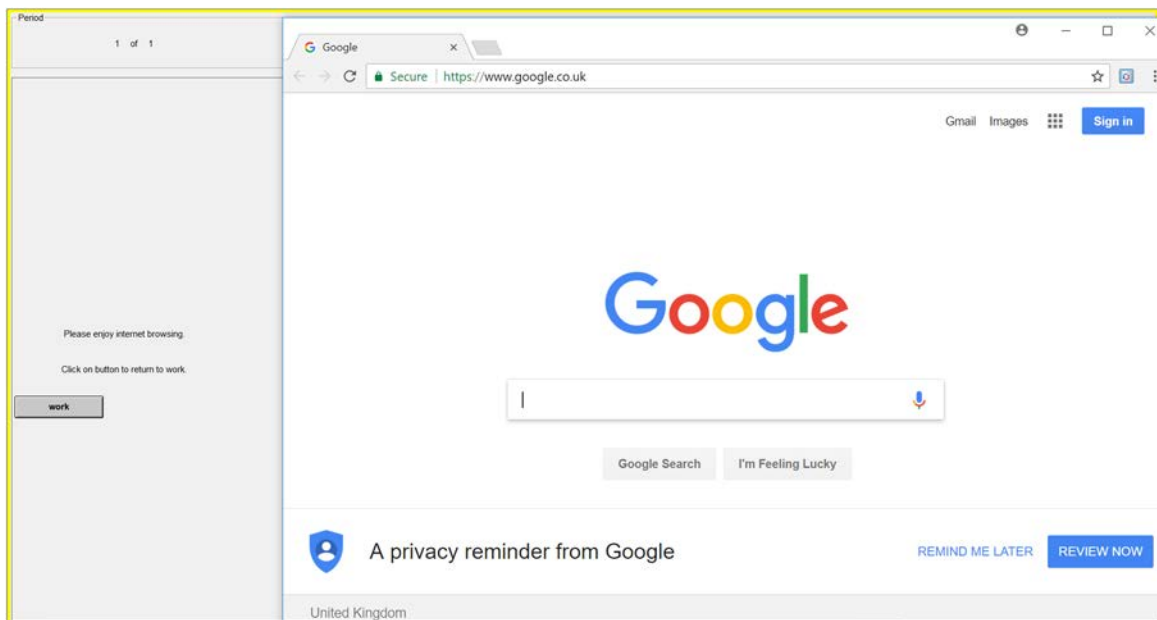 Period
1 of 1
Google
Secure https://www.google.co.uk
Gmail Images Sign in
Google
Please enjoy internet browsing.
Click on button to return to work.
work
Google Search I'm Feeling Lucky
A privacy reminder from Google REMIND ME LATER REVIEW NOW
United Kingdom